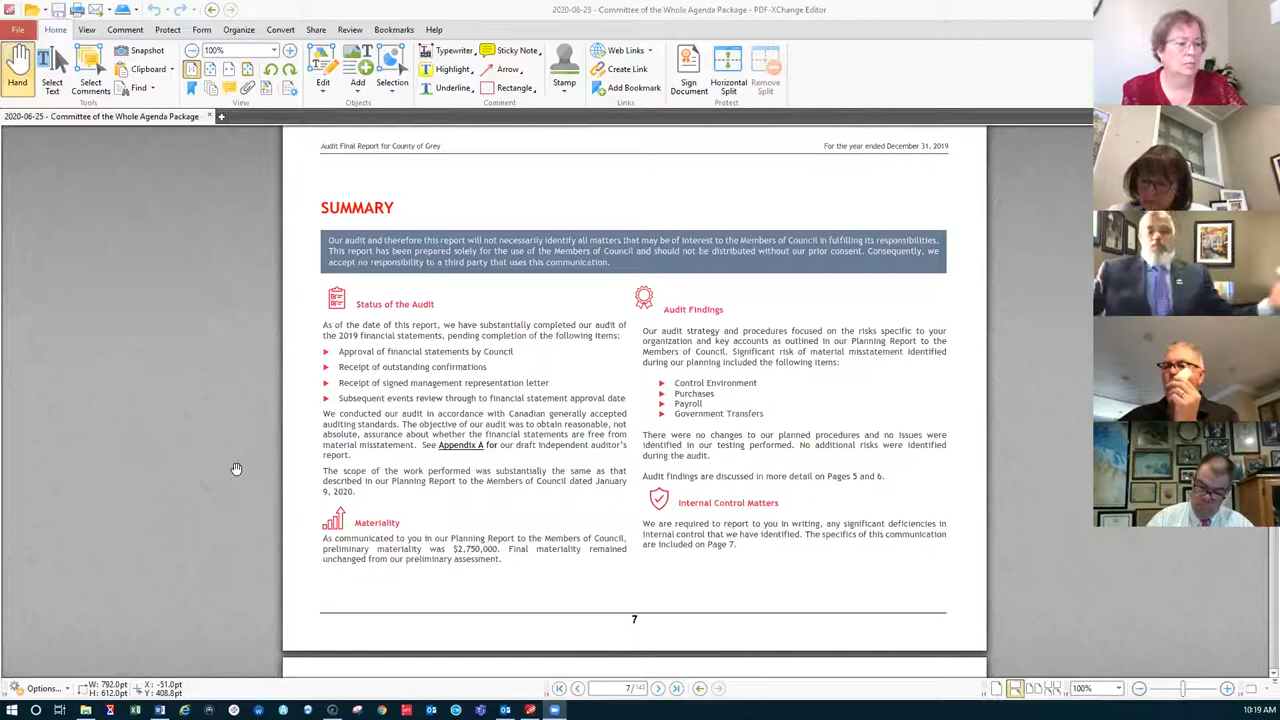 2020-06-25 - Committee of the Whole Agenda Package - PDF-XChange Editor
File Home View Comment Protect Form Organize Convert Share Review Bookmarks Help
Hand
Select Text
Select Comments
Snapshot
Clipboard
Find
Tools
100%
View
Edit
Add
Selection
Objects
Typewriter
Highlight
Underline
Sticky Note
Arrow
Rectangle
Comment
Stamp
Web Links
Create Link
Add Bookmark
Links
Sign Document
Horizontal Split
Remove Split
Protect
2020-06-25 - Committee of the Whole Agenda Package
Audit Final Report for County of Grey
For the year ended December 31, 2019
SUMMARY
Our audit and therefore this report will not necessarily identify all matters that may be of interest to the Members of Council in fulfilling its responsibilities.
This report has been prepared solely for the use of the Members of Council and should not be distributed without our prior consent. Consequently, we
accept no responsibility to a third party that uses this communication.
Status of the Audit
As of the date of this report, we have substantially completed our audit of
the 2019 financial statements, pending completion of the following items:
Approval of financial statements by Council
Receipt of outstanding confirmations
Receipt of signed management representation letter
Subsequent events review through to financial statement approval date
We conducted our audit in accordance with Canadian generally accepted
auditing standards. The objective of our audit was to obtain reasonable, not
absolute, assurance about whether the financial statements are free from
material misstatement. See Appendix A for our draft independent auditor's
report.
The scope of the work performed was substantially the same as that
described in our Planning Report to the Members of Council dated January
9, 2020.
Materiality
As communicated to you in our Planning Report to the Members of Council,
preliminary materiality was $2,750,000. Final materiality remained
unchanged from our preliminary assessment.
Audit Findings
Our audit strategy and procedures focused on the risks specific to your
organization and key accounts as outlined in our Planning Report to the
Members of Council. Significant risk of material misstatement identified
during our planning included the following items:
Control Environment
Purchases
Payroll
Government Transfers
There were no changes to our planned procedures and no issues were
identified in our testing performed. No additional risks were identified
during the audit.
Audit findings are discussed in more detail on Pages 5 and 6.
Internal Control Matters
We are required to report to you in writing, any significant deficiencies in
internal control that we have identified. The specifics of this communication
are included on Page 7.
7
Options...
W: 792.0pt
H: 612.0pt
X: -51.0pt
Y: 408.8pt
7 / 143
100%
10:19 AM